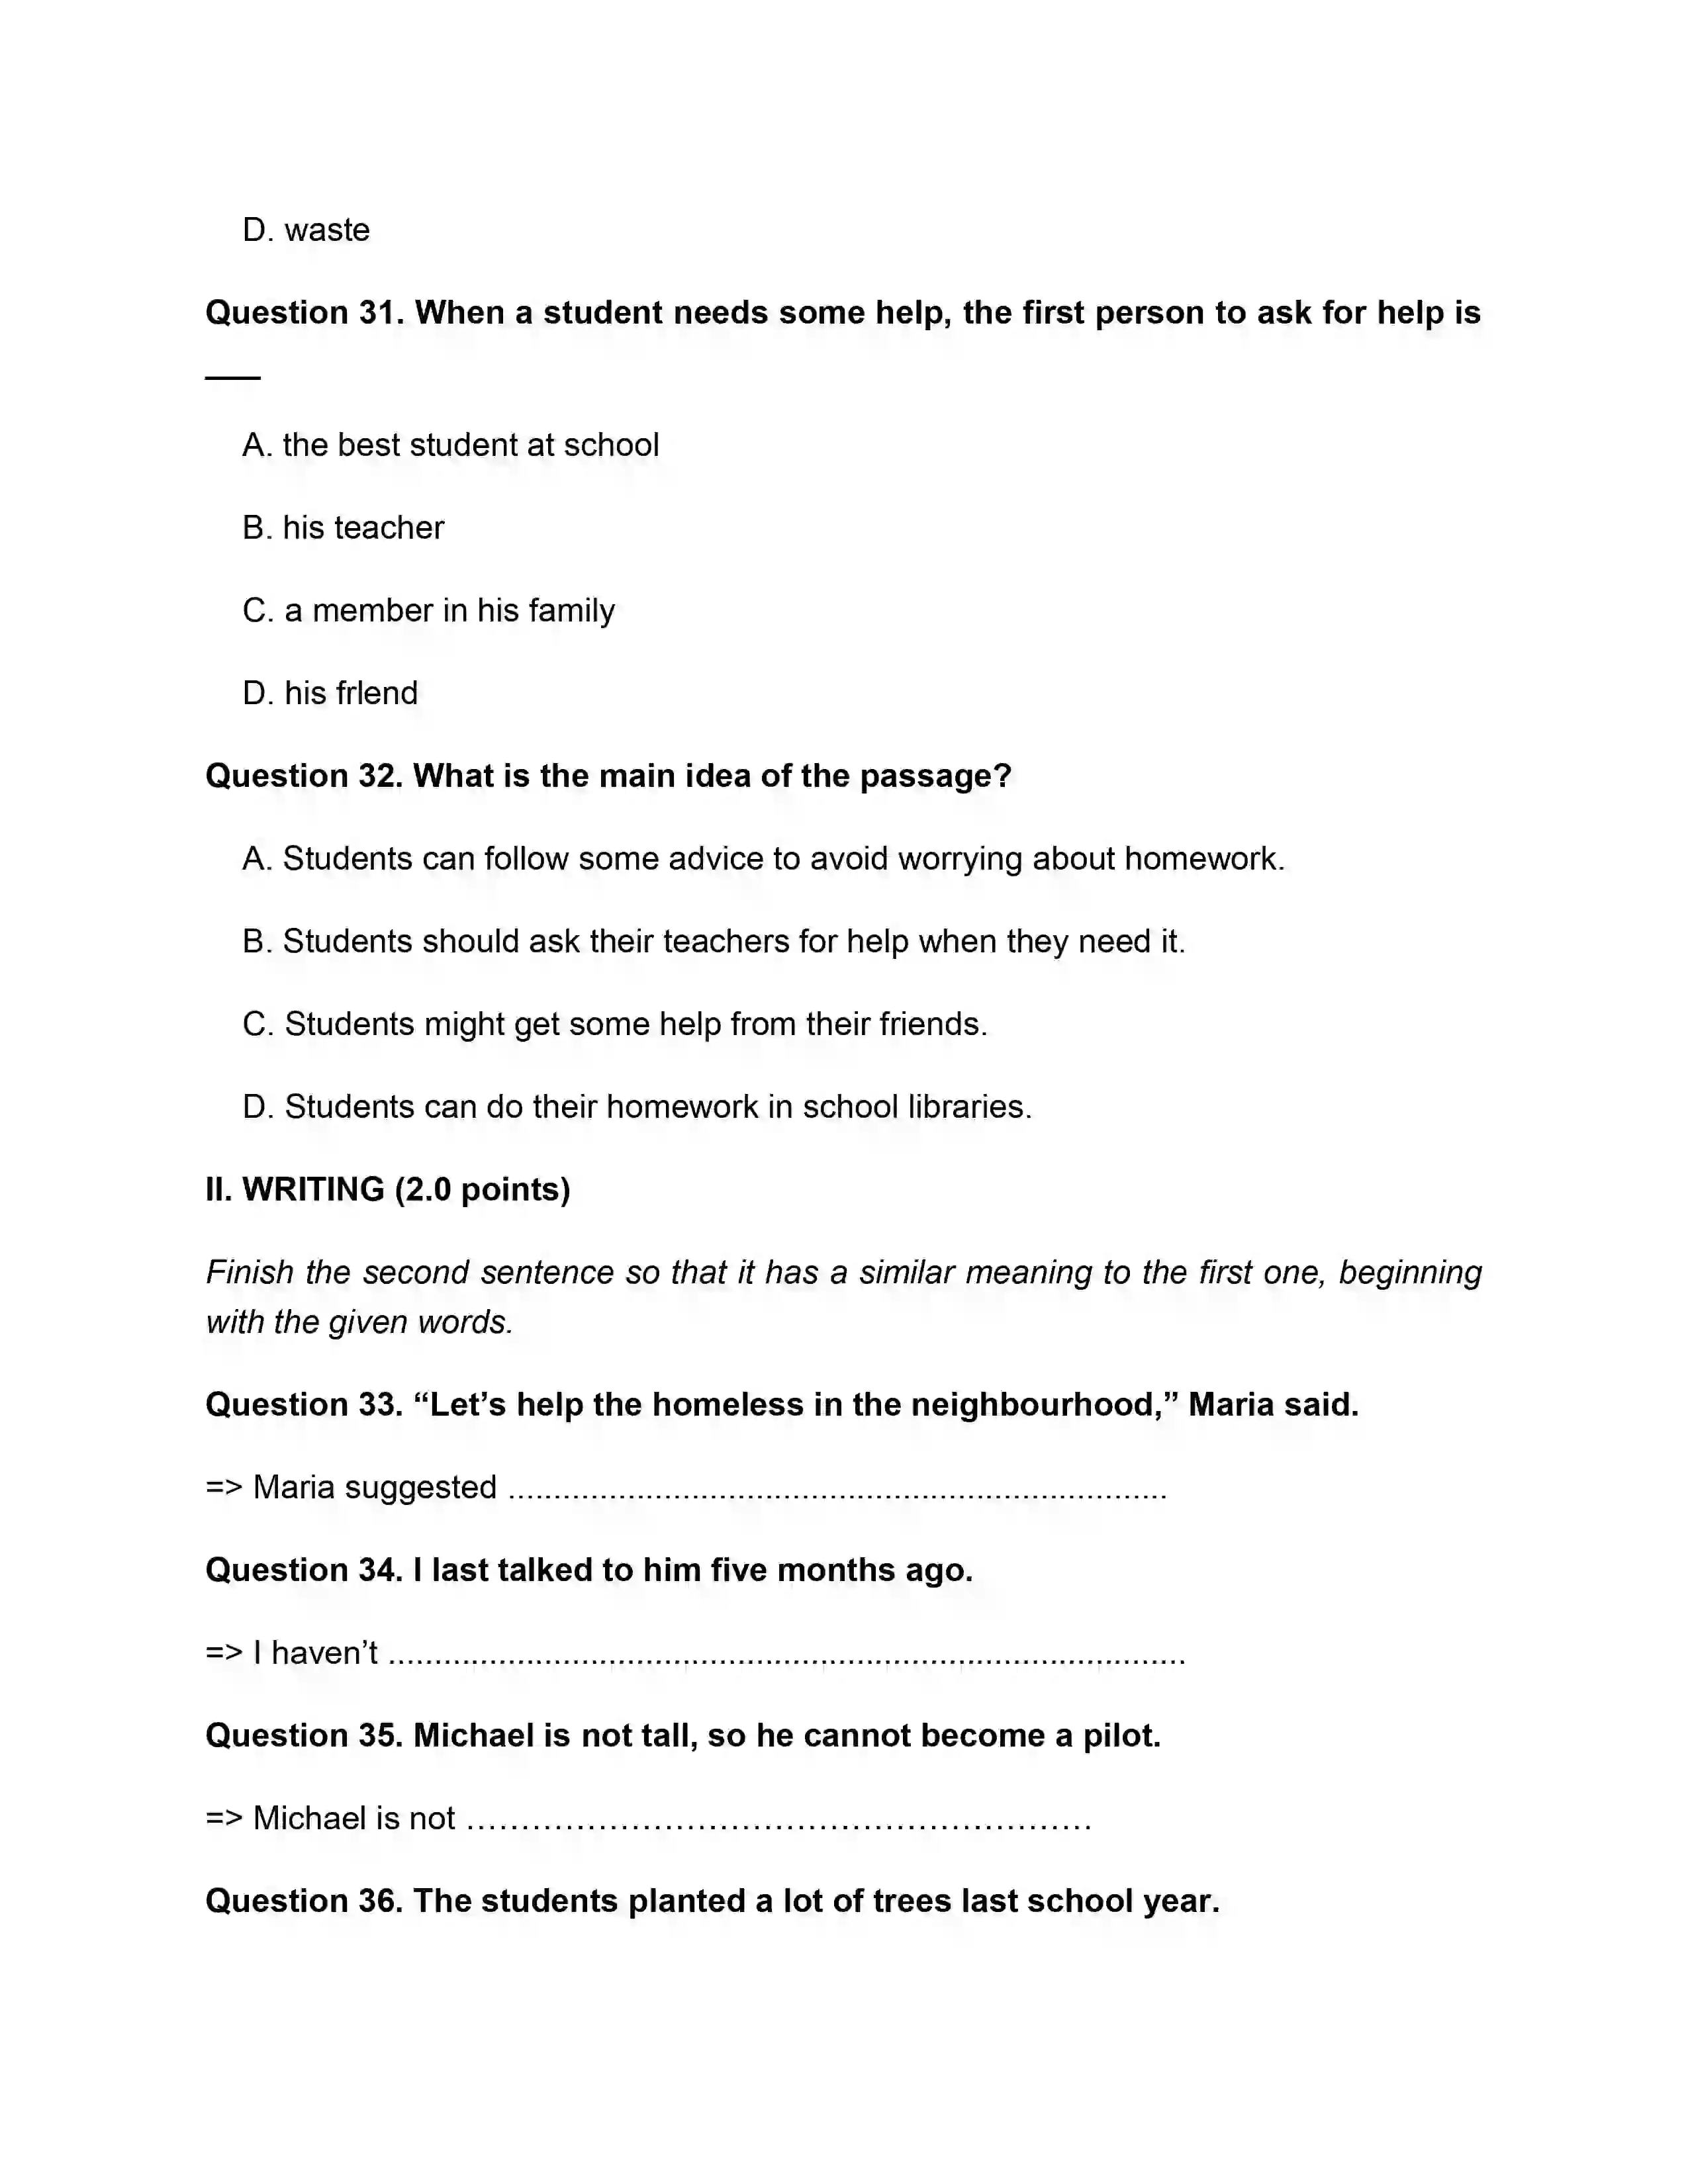 D. waste
Question 31. When a student needs some help, the first person to ask for help is
___
A. the best student at school
B. his teacher
C. a member in his family
D. his frlend
Question 32. What is the main idea of the passage?
A. Students can follow some advice to avoid worrying about homework.
B. Students should ask their teachers for help when they need it.
C. Students might get some help from their friends.
D. Students can do their homework in school libraries.
II. WRITING (2.0 points)
Finish the second sentence so that it has a similar meaning to the first one, beginning
with the given words.
Question 33. “Let’s help the homeless in the neighbourhood,” Maria said.
=> Maria suggested ........................................................................
Question 34. I last talked to him five months ago.
=> I haven’t .......................................................................................
Question 35. Michael is not tall, so he cannot become a pilot.
=> Michael is not …………………………………………………
Question 36. The students planted a lot of trees last school year.